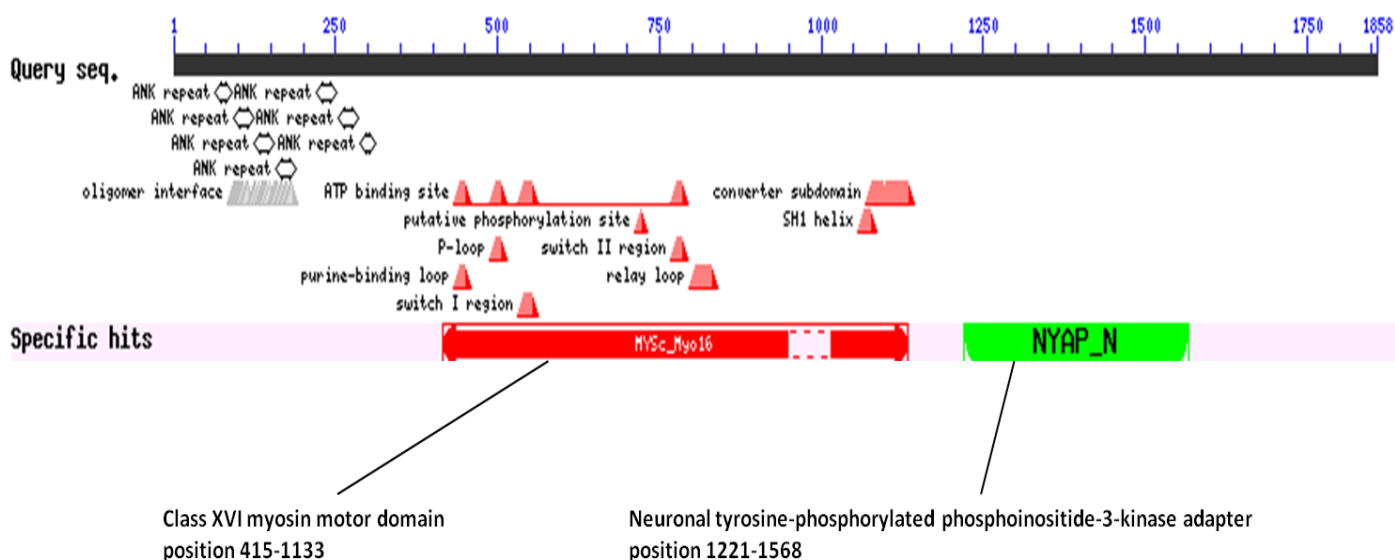 1 250 500 750 1000 1250 1500 1750 1858
Query seq.
ANK repeat ANK repeat
ANK repeat ANK repeat
ANK repeat ANK repeat
ANK repeat
oligomer interface ATP binding site converter subdomain
putative phosphorylation site SH1 helix
P-loop switch II region
purine-binding loop relay loop
switch I region
Specific hits MYSc_Myo16 NYAP_N
Class XVI myosin motor domain
position 415-1133
Neuronal tyrosine-phosphorylated phosphoinositide-3-kinase adapter
position 1221-1568